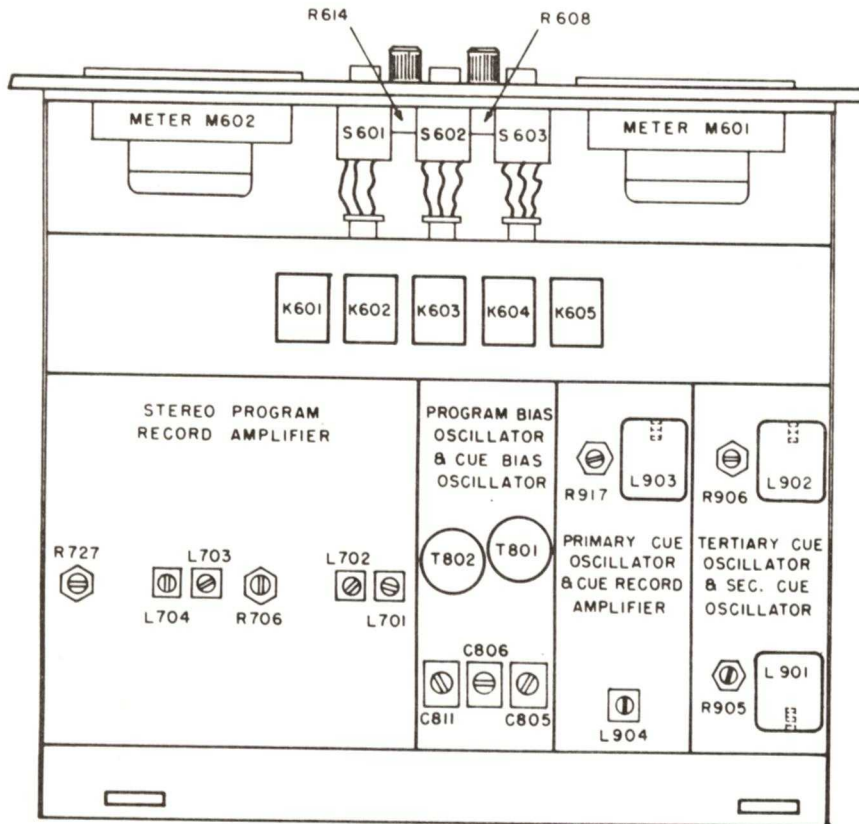 R614
R608
METER M602
S601
S602
S603
METER M601
K601
K602
K603
K604
K605
STEREO PROGRAM
RECORD AMPLIFIER
PROGRAM BIAS
OSCILLATOR
& CUE BIAS
OSCILLATOR
R917
L903
R906
L902
R727
L703
L704
R706
L702
L701
T802
T801
PRIMARY CUE
OSCILLATOR
& CUE RECORD
AMPLIFIER
TERTIARY CUE
OSCILLATOR
& SEC. CUE
OSCILLATOR
C806
C811
C805
L904
R905
L901